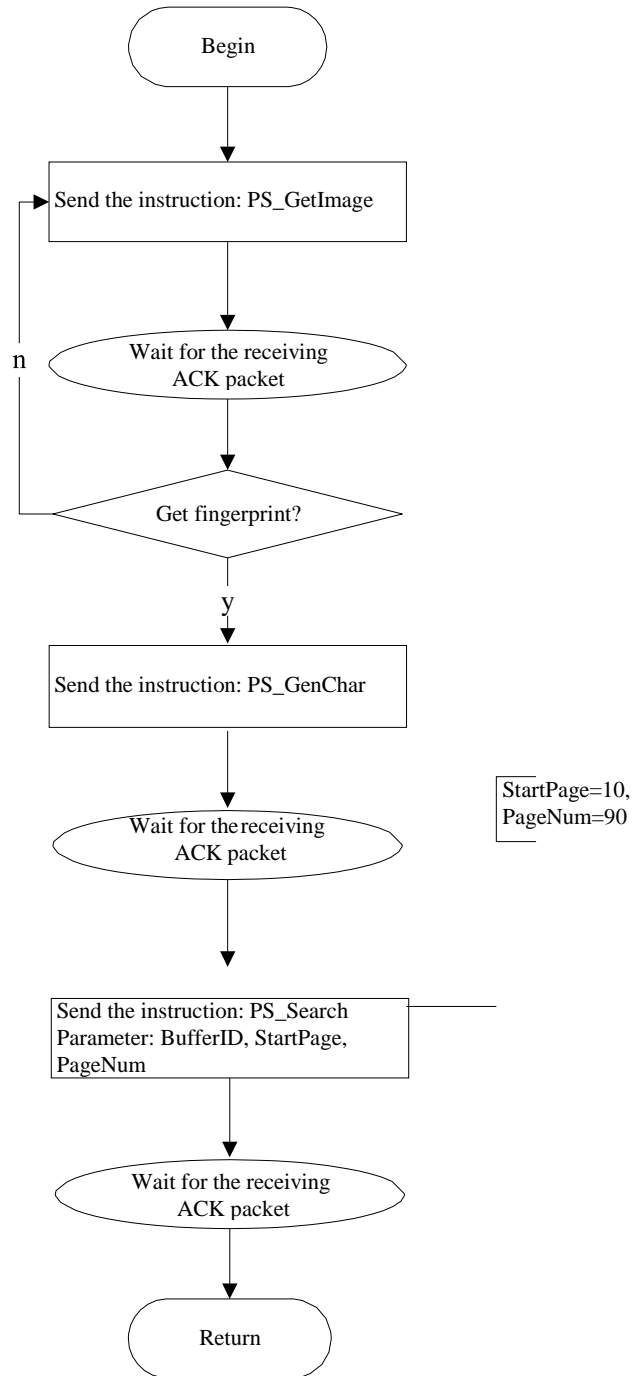 Begin
Send the instruction: PS_GetImage
Wait for the receiving
ACK packet
n
Get fingerprint?
y
Send the instruction: PS_GenChar
StartPage=10,
PageNum=90
Wait for the receiving
ACK packet
Send the instruction: PS_Search
Parameter: BufferID, StartPage,
PageNum
Wait for the receiving
ACK packet
Return